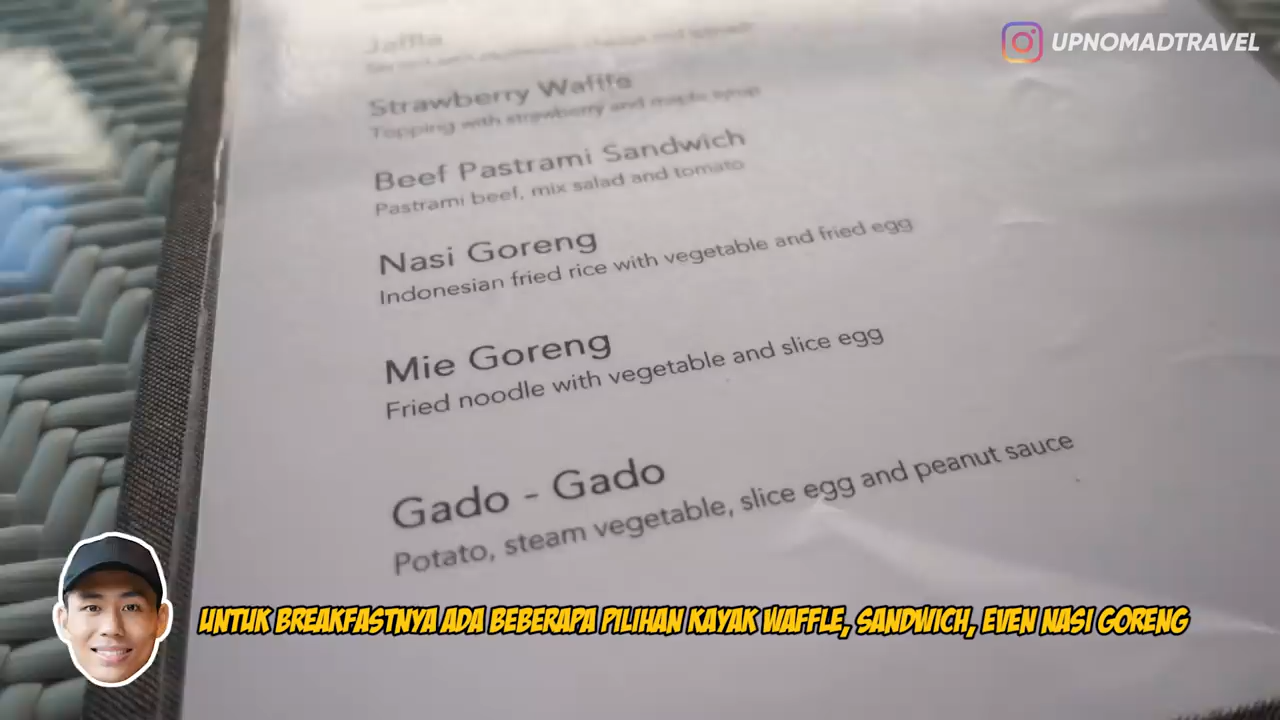 UPNOMADTRAVEL
Jaffle
Strawberry Waffle
Topping with strawberry and maple syrup
Beef Pastrami Sandwich
Pastrami beef, mix salad and tomato
Nasi Goreng
Indonesian fried rice with vegetable and fried egg
Mie Goreng
Fried noodle with vegetable and slice egg
Gado - Gado
Potato, steam vegetable, slice egg and peanut sauce
UNTUK BREAKFASTNYA ADA BEBERAPA PILIHAN KAYAK WAFFLE, SANDWICH, EVEN NASI GORENG